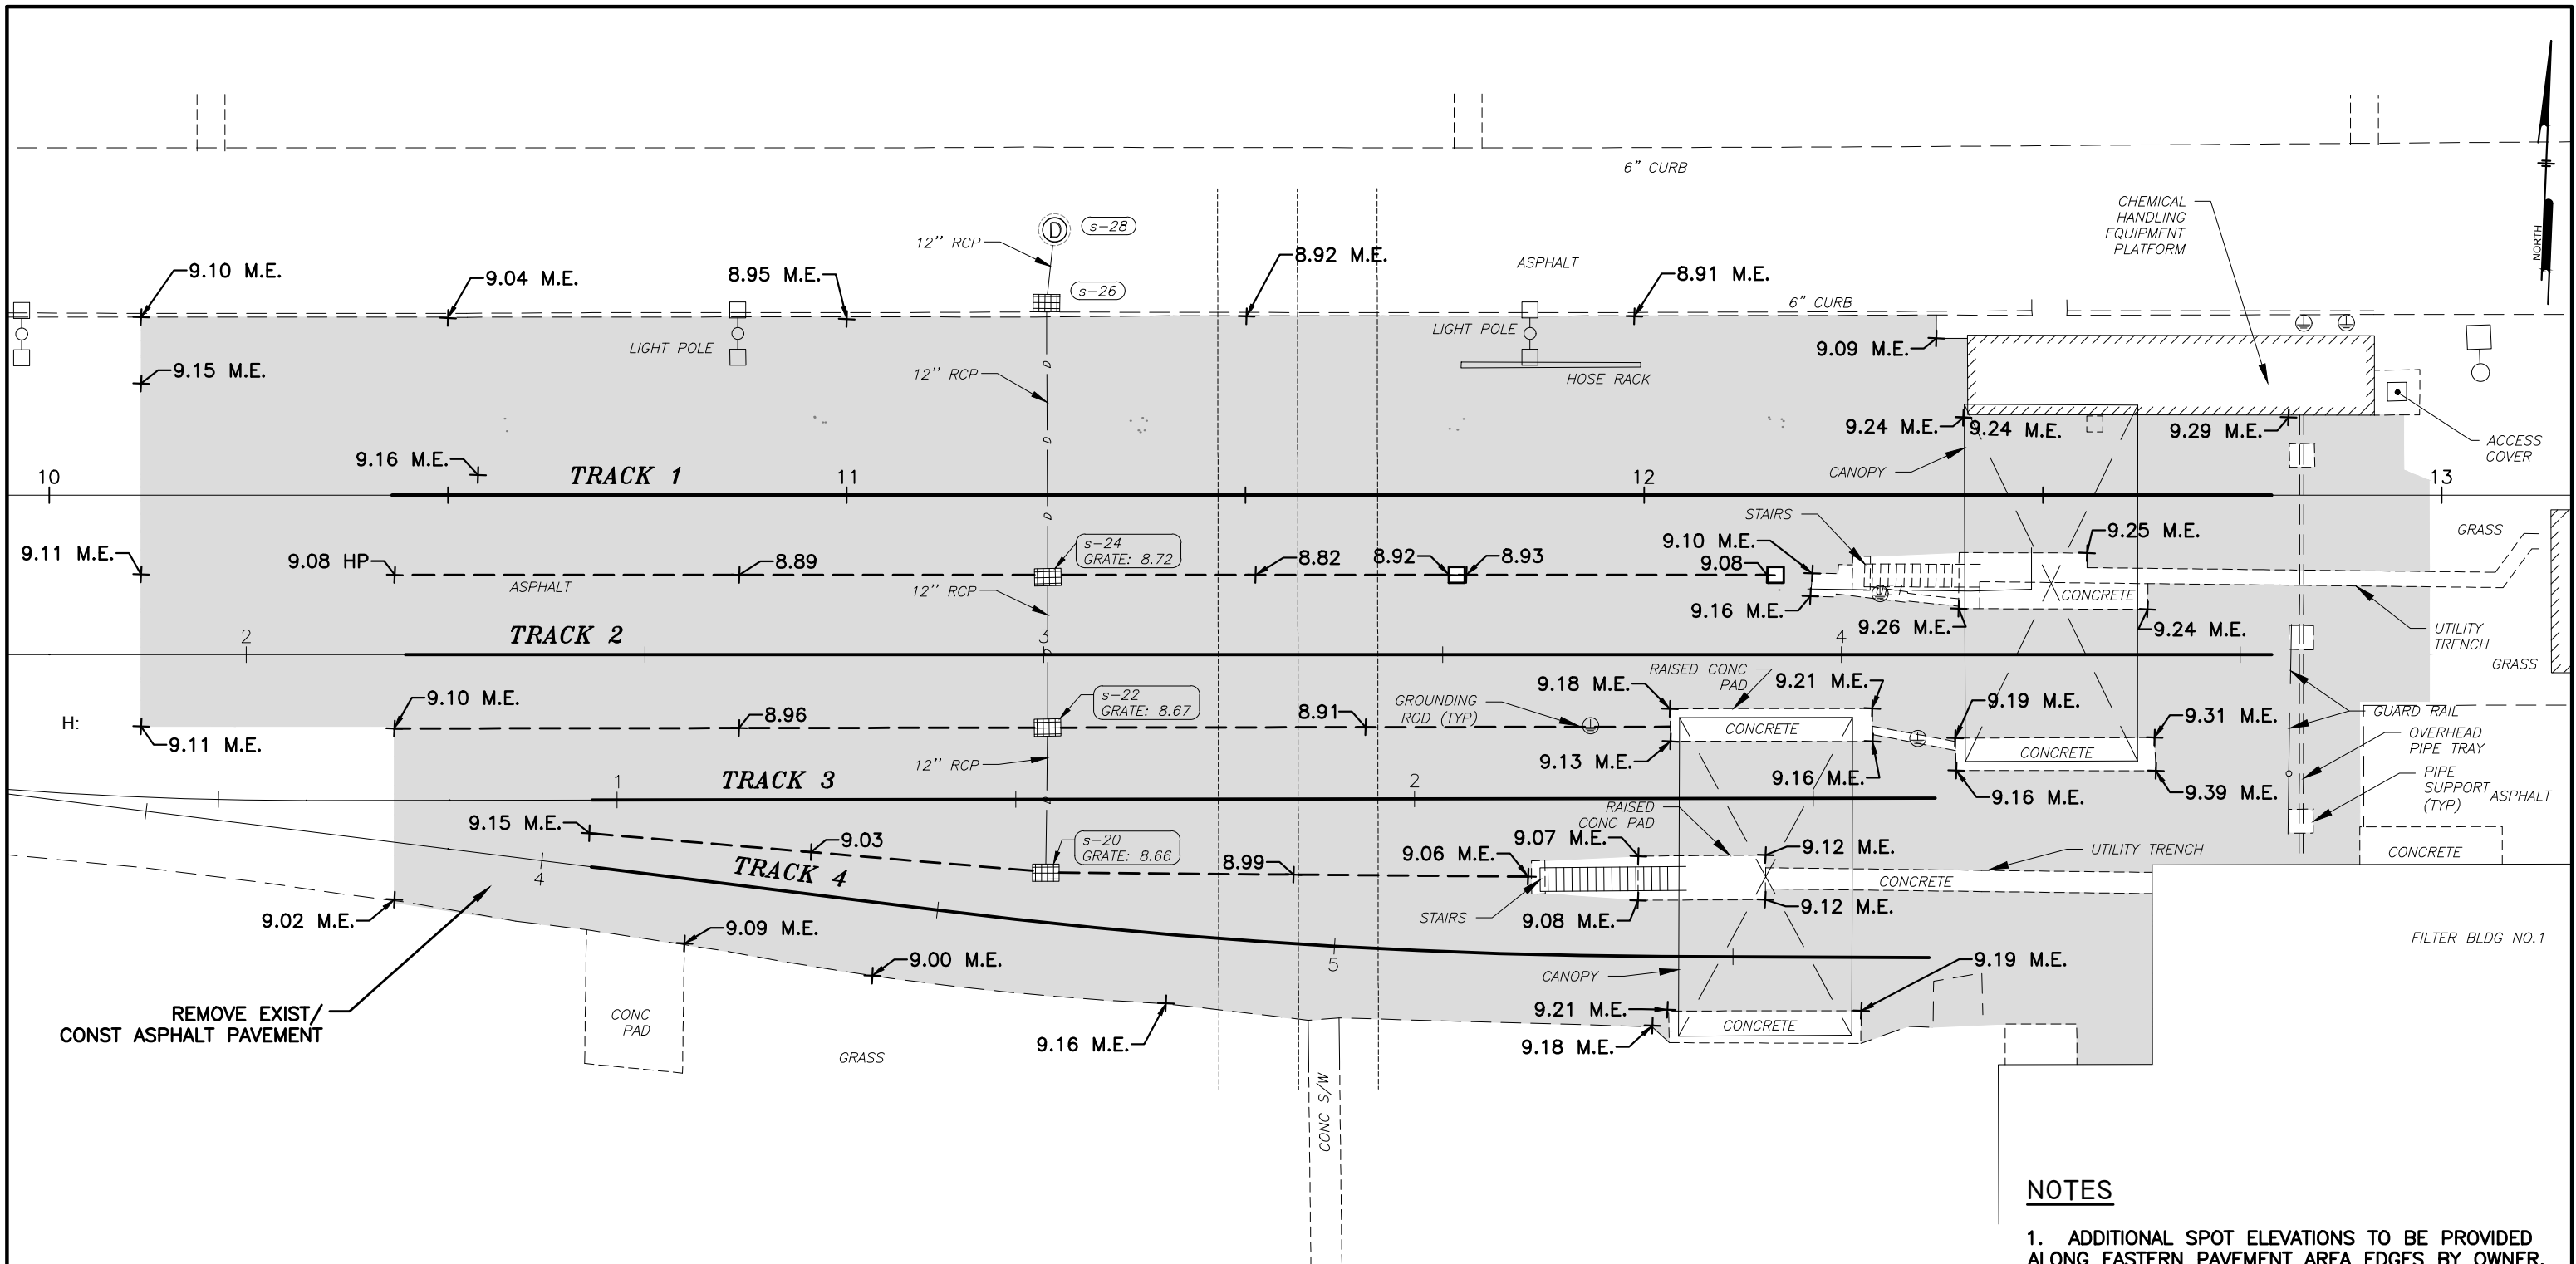 6" CURB
CHEMICAL
HANDLING
EQUIPMENT
PLATFORM
NORTH
12'' RCP
D
s-28
s-26
9.10 M.E.
9.04 M.E.
8.95 M.E.
8.92 M.E.
ASPHALT
8.91 M.E.
6" CURB
LIGHT POLE
LIGHT POLE
9.09 M.E.
9.15 M.E.
12'' RCP
D
HOSE RACK
9.24 M.E.
9.24 M.E.
9.29 M.E.
ACCESS
COVER
D
9.16 M.E.
TRACK 1
CANOPY
10
11
12
13
D
STAIRS
GRASS
9.11 M.E.
9.08 HP
8.89
s-24
GRATE: 8.72
8.82
8.92
8.93
9.10 M.E.
9.08
9.25 M.E.
ASPHALT
12'' RCP
9.16 M.E.
CONCRETE
9.26 M.E.
9.24 M.E.
UTILITY
TRENCH
2
TRACK 2
3
4
D
GRASS
RAISED CONC
PAD
9.10 M.E.
s-22
GRATE: 8.67
9.18 M.E.
9.21 M.E.
GROUNDING
ROD (TYP)
9.19 M.E.
9.31 M.E.
GUARD RAIL
H:
8.96
8.91
CONCRETE
CONCRETE
OVERHEAD
PIPE TRAY
9.11 M.E.
12'' RCP
9.13 M.E.
9.16 M.E.
9.16 M.E.
9.39 M.E.
PIPE
SUPPORT
(TYP)
ASPHALT
1
TRACK 3
2
D
RAISED
CONC PAD
9.15 M.E.
9.03
s-20
GRATE: 8.66
9.07 M.E.
9.12 M.E.
UTILITY TRENCH
CONCRETE
4
TRACK 4
8.99
9.06 M.E.
CONCRETE
9.02 M.E.
STAIRS
9.08 M.E.
9.12 M.E.
9.09 M.E.
FILTER BLDG NO.1
9.00 M.E.
5
CANOPY
9.19 M.E.
REMOVE EXIST/
CONST ASPHALT PAVEMENT
CONC
PAD
9.21 M.E.
CONCRETE
9.16 M.E.
9.18 M.E.
GRASS
CONC S/W
NOTES
1. ADDITIONAL SPOT ELEVATIONS TO BE PROVIDED
ALONG EASTERN PAVEMENT AREA EDGES BY OWNER.